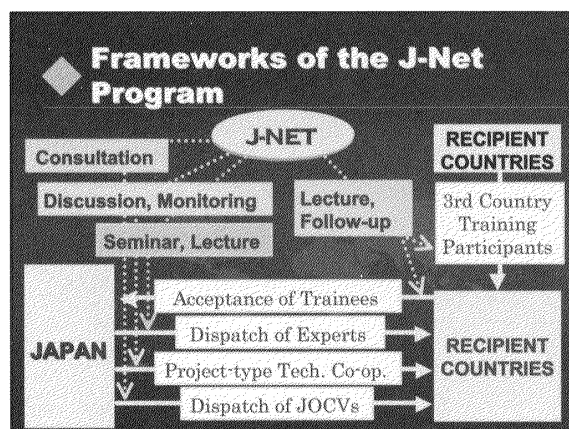 Frameworks of the J-Net
Program
J-NET
Consultation
Discussion, Monitoring
Seminar, Lecture
Lecture,
Follow-up
RECIPIENT
COUNTRIES
3rd Country
Training
Participants
JAPAN
Acceptance of Trainees
Dispatch of Experts
Project-type Tech. Co-op.
Dispatch of JOCVs
RECIPIENT
COUNTRIES